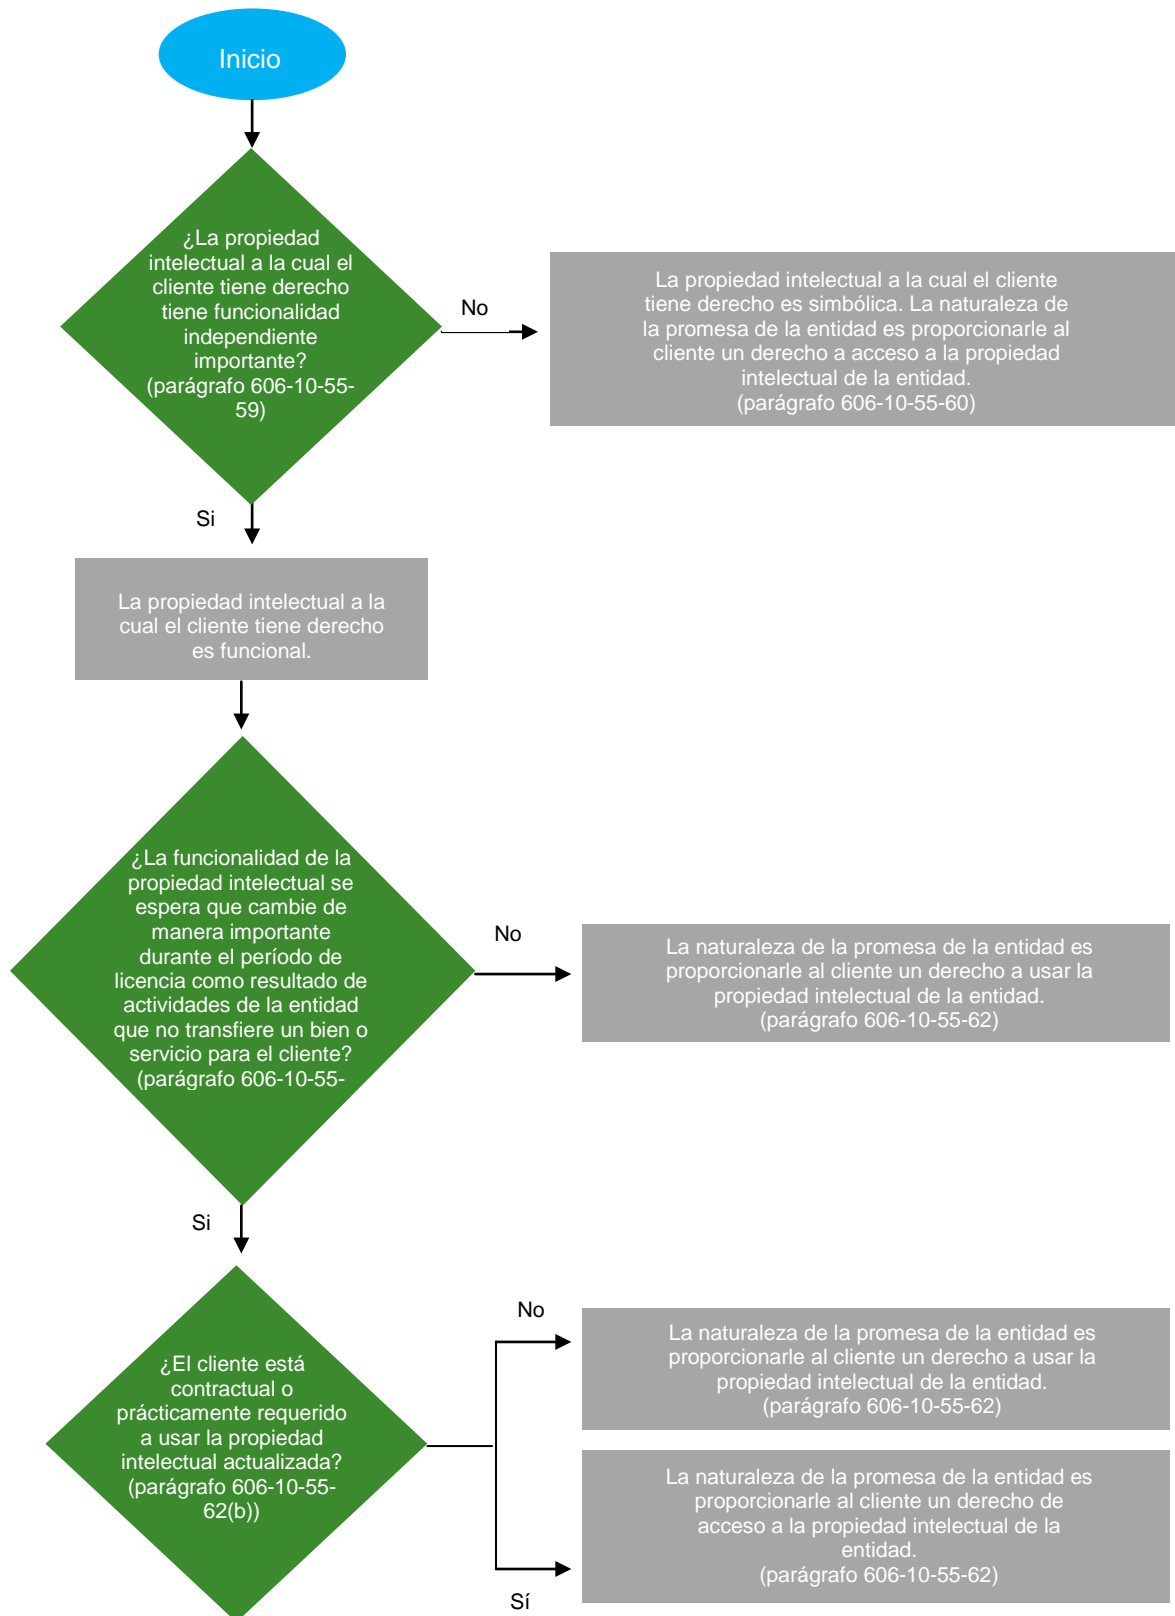 Inicio
¿La propiedad
intelectual a la cual el
cliente tiene derecho
tiene funcionalidad
independiente
importante?
(parágrafo 606-10-55-
59)
No
La propiedad intelectual a la cual el cliente
tiene derecho es simbólica. La naturaleza de
la promesa de la entidad es proporcionarle al
cliente un derecho a acceso a la propiedad
intelectual de la entidad.
(parágrafo 606-10-55-60)
Si
La propiedad intelectual a la
cual el cliente tiene derecho
es funcional.
¿La funcionalidad de la
propiedad intelectual se
espera que cambie de
manera importante
durante el período de
licencia como resultado de
actividades de la entidad
que no transfiere un bien o
servicio para el cliente?
(parágrafo 606-10-55-
No
La naturaleza de la promesa de la entidad es
proporcionarle al cliente un derecho a usar la
propiedad intelectual de la entidad.
(parágrafo 606-10-55-62)
Si
¿El cliente está
contractual o
prácticamente requerido
a usar la propiedad
intelectual actualizada?
(parágrafo 606-10-55-
62(b))
No
La naturaleza de la promesa de la entidad es
proporcionarle al cliente un derecho a usar la
propiedad intelectual de la entidad.
(parágrafo 606-10-55-62)
La naturaleza de la promesa de la entidad es
proporcionarle al cliente un derecho de
acceso a la propiedad intelectual de la
entidad.
(parágrafo 606-10-55-62)
Sí